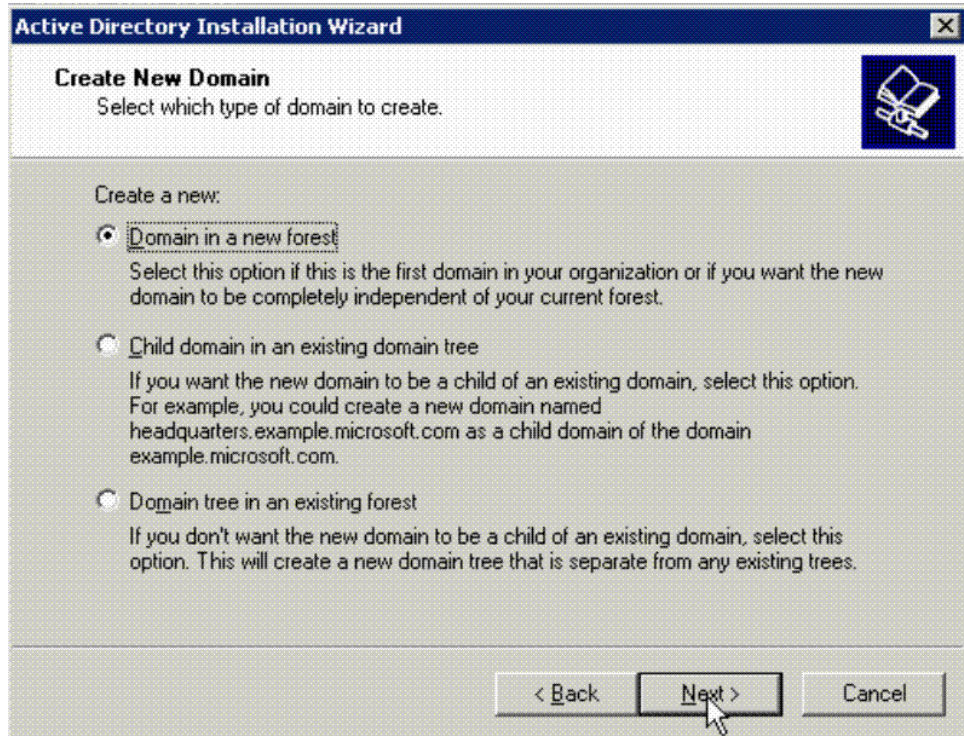 Active Directory Installation Wizard
Create New Domain
Select which type of domain to create.
Create a new:
Domain in a new forest
Select this option if this is the first domain in your organization or if you want the new
domain to be completely independent of your current forest.
Child domain in an existing domain tree
If you want the new domain to be a child of an existing domain, select this option.
For example, you could create a new domain named
headquarters.example.microsoft.com as a child domain of the domain
example.microsoft.com.
Domain tree in an existing forest
If you don't want the new domain to be a child of an existing domain, select this
option. This will create a new domain tree that is separate from any existing trees.
< Back Next > Cancel